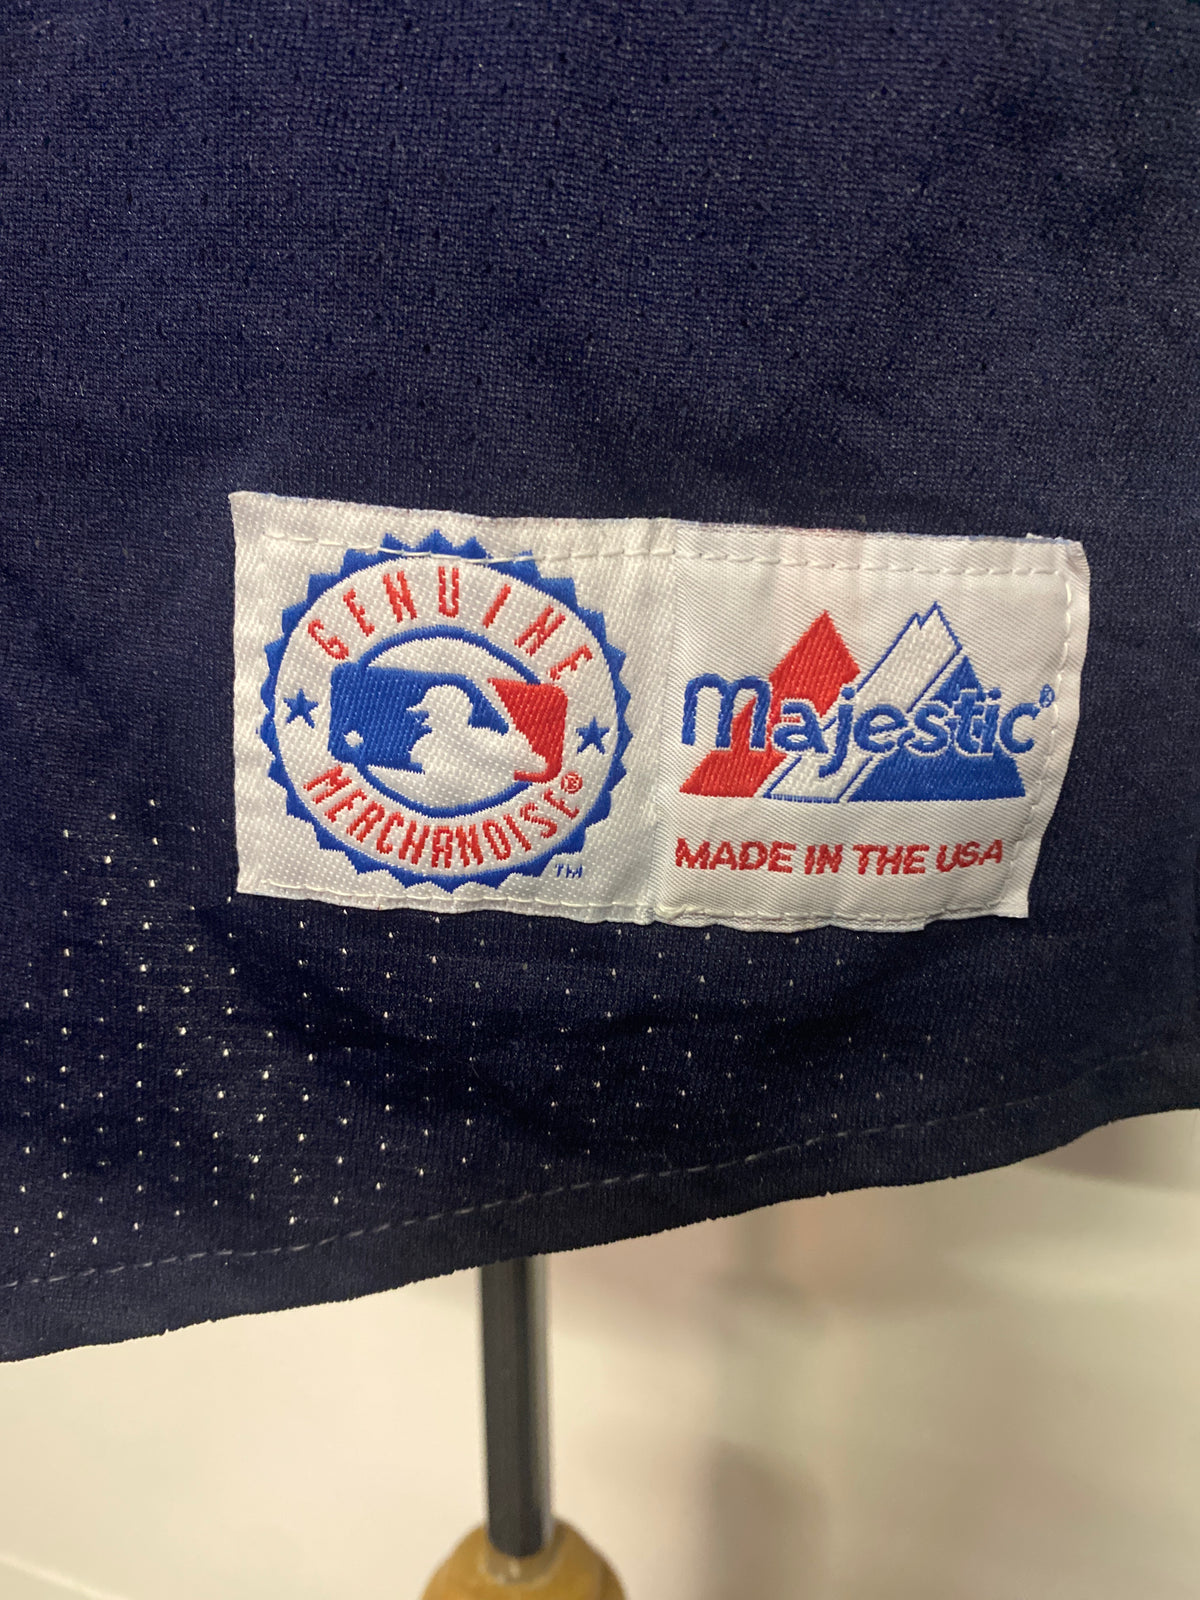 GENUINE
MERCHANDISE®
™
Majestic®
MADE IN THE USA